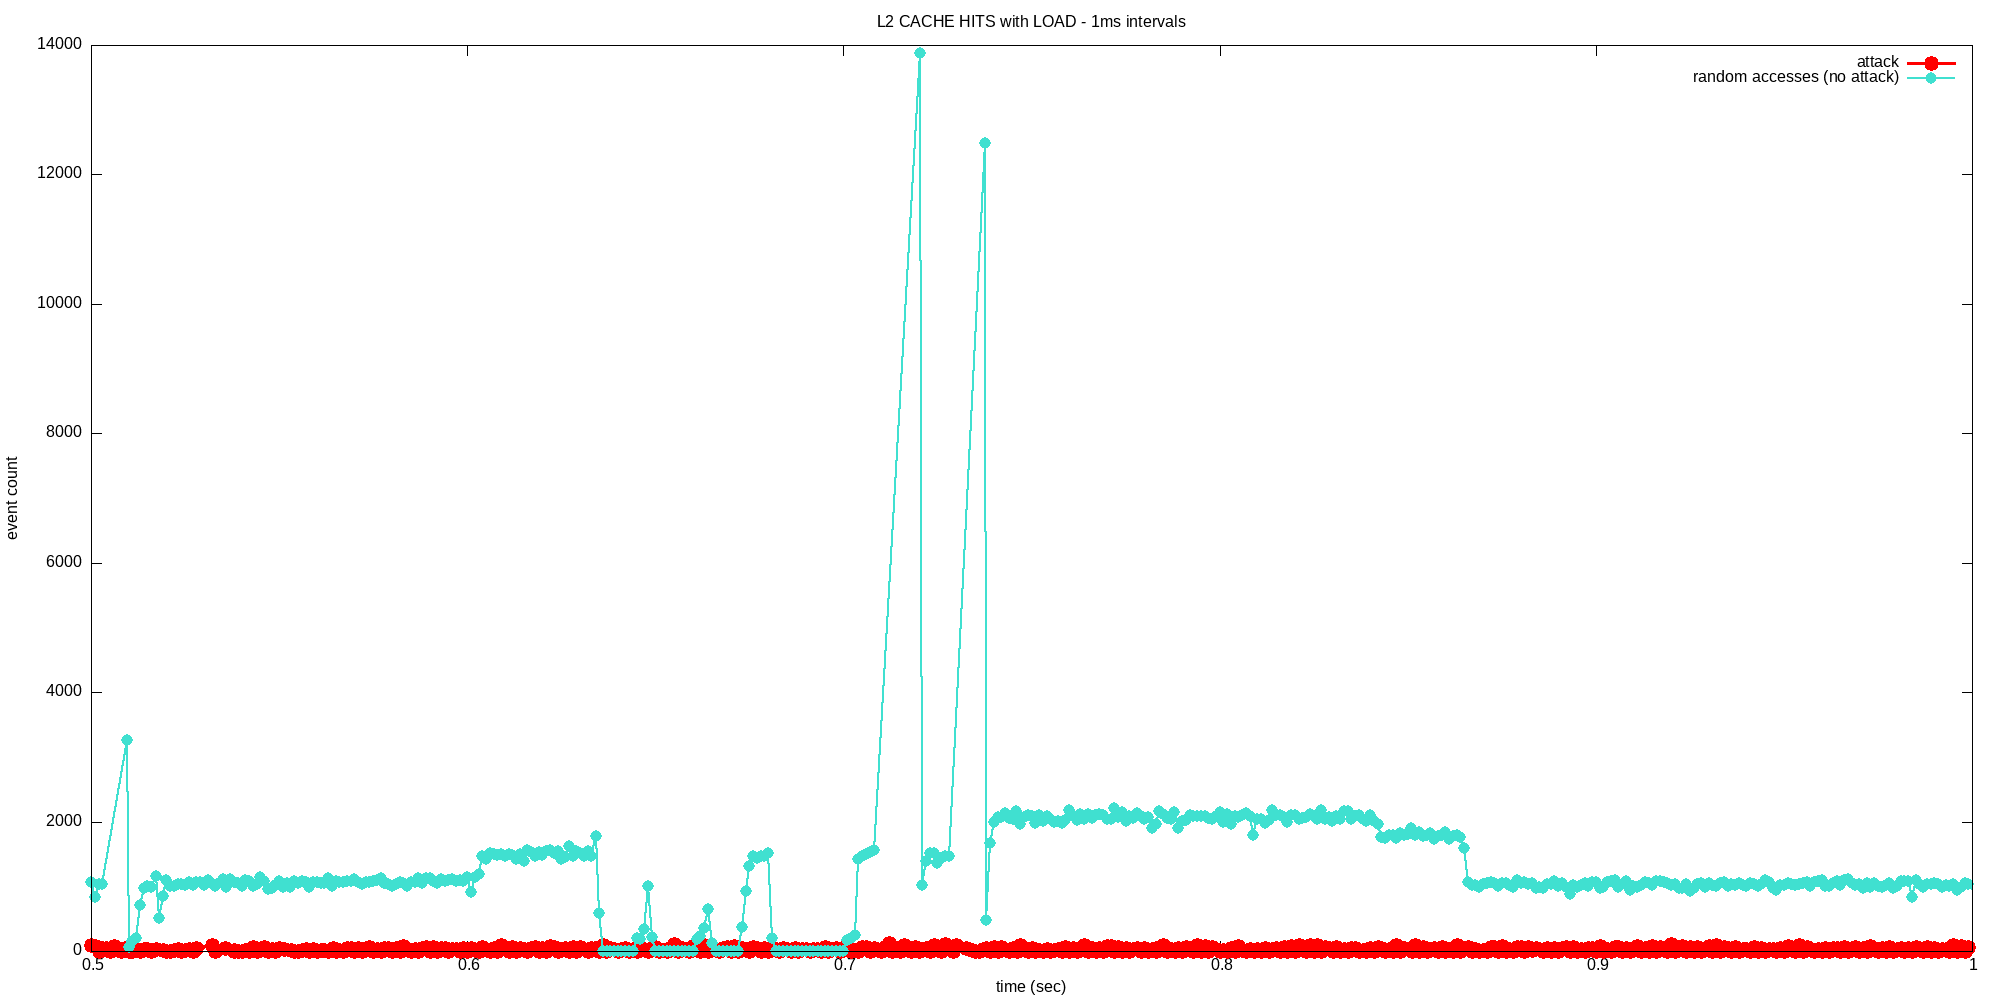 L2 CACHE HITS with LOAD - 1ms intervals
attack
random accesses (no attack)
14000
12000
10000
8000
6000
4000
2000
0
event count
0.5
0.6
0.7
0.8
0.9
1
time (sec)